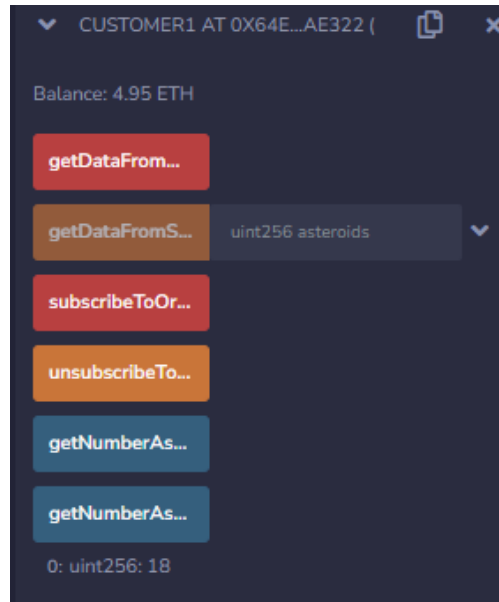 CUSTOMER1 AT 0X64E...AE322 (
Balance: 4.95 ETH
getDataFrom...
getDataFromS... uint256 asteroids
subscribeToOr...
unsubscribeTo...
getNumberAs...
getNumberAs...
0: uint256: 18